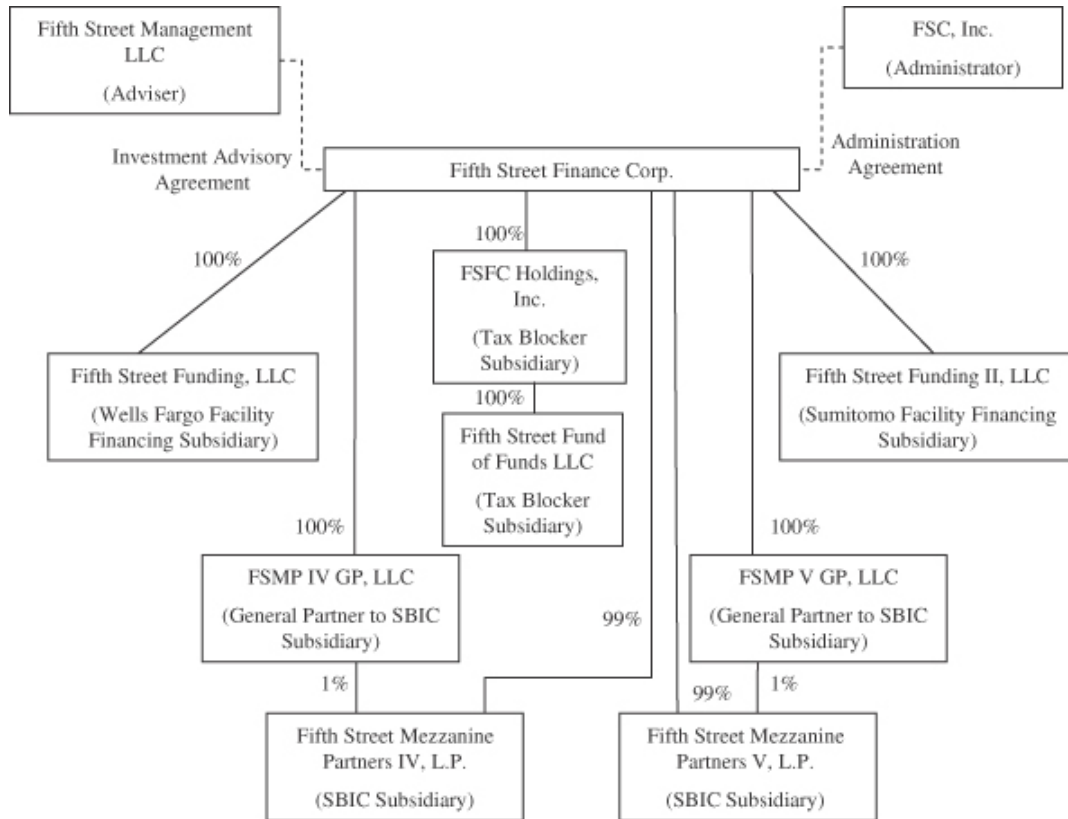 Fifth Street Management
LLC
(Adviser)
FSC, Inc.
(Administrator)
Investment Advisory
Agreement
Administration
Agreement
Fifth Street Finance Corp.
100%
100%
100%
FSFC Holdings,
Inc.
(Tax Blocker
Subsidiary)
Fifth Street Funding, LLC
(Wells Fargo Facility
Financing Subsidiary)
Fifth Street Funding II, LLC
(Sumitomo Facility Financing
Subsidiary)
100%
Fifth Street Fund
of Funds LLC
(Tax Blocker
Subsidiary)
100%
100%
FSMP IV GP, LLC
(General Partner to SBIC
Subsidiary)
99%
FSMP V GP, LLC
(General Partner to SBIC
Subsidiary)
1%
99%
1%
Fifth Street Mezzanine
Partners IV, L.P.
(SBIC Subsidiary)
Fifth Street Mezzanine
Partners V, L.P.
(SBIC Subsidiary)